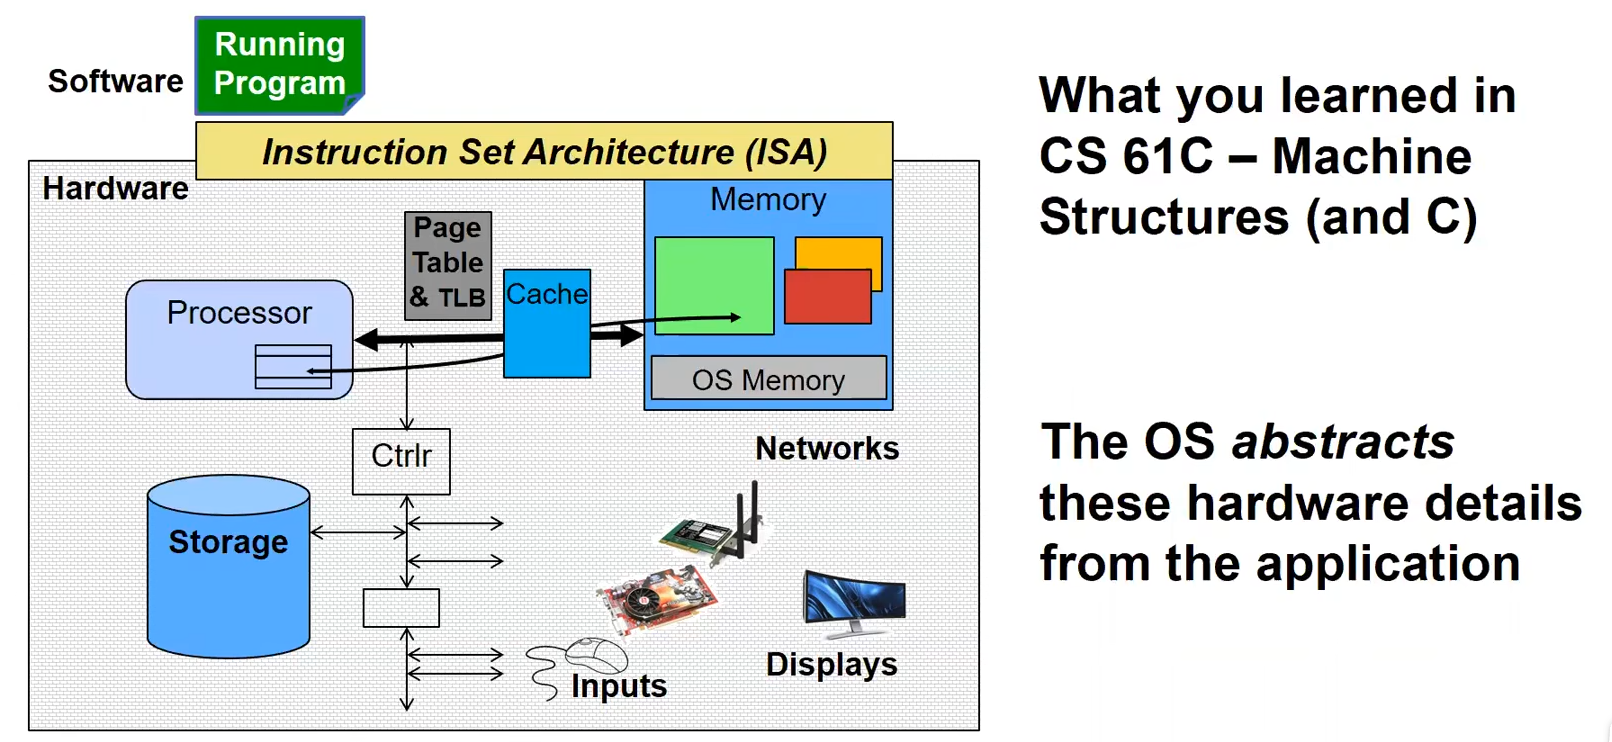 Running
Program
Software
Instruction Set Architecture (ISA)
Hardware
Memory
Page
Table
& TLB
Cache
Processor
OS Memory
Ctrlr
Networks
Storage
Displays
Inputs
What you learned in
CS 61C – Machine
Structures (and C)
The OS abstracts
these hardware details
from the application